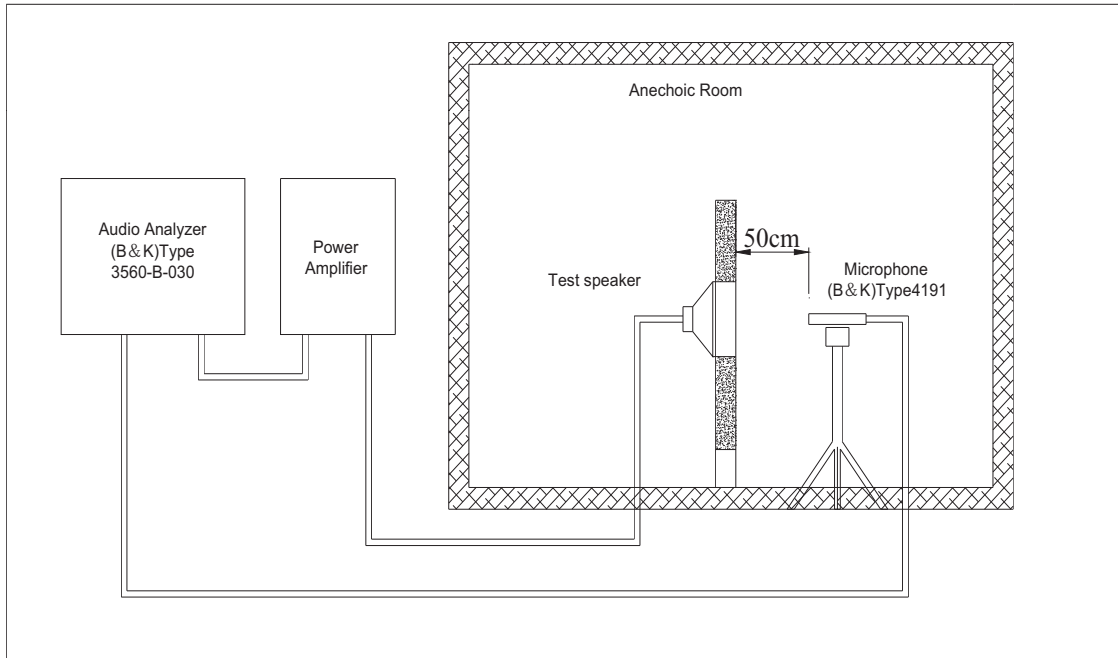 Anechoic Room
Audio Analyzer
(B&K)Type
3560-B-030
Power
Amplifier
Test speaker
50cm
Microphone
(B&K)Type4191